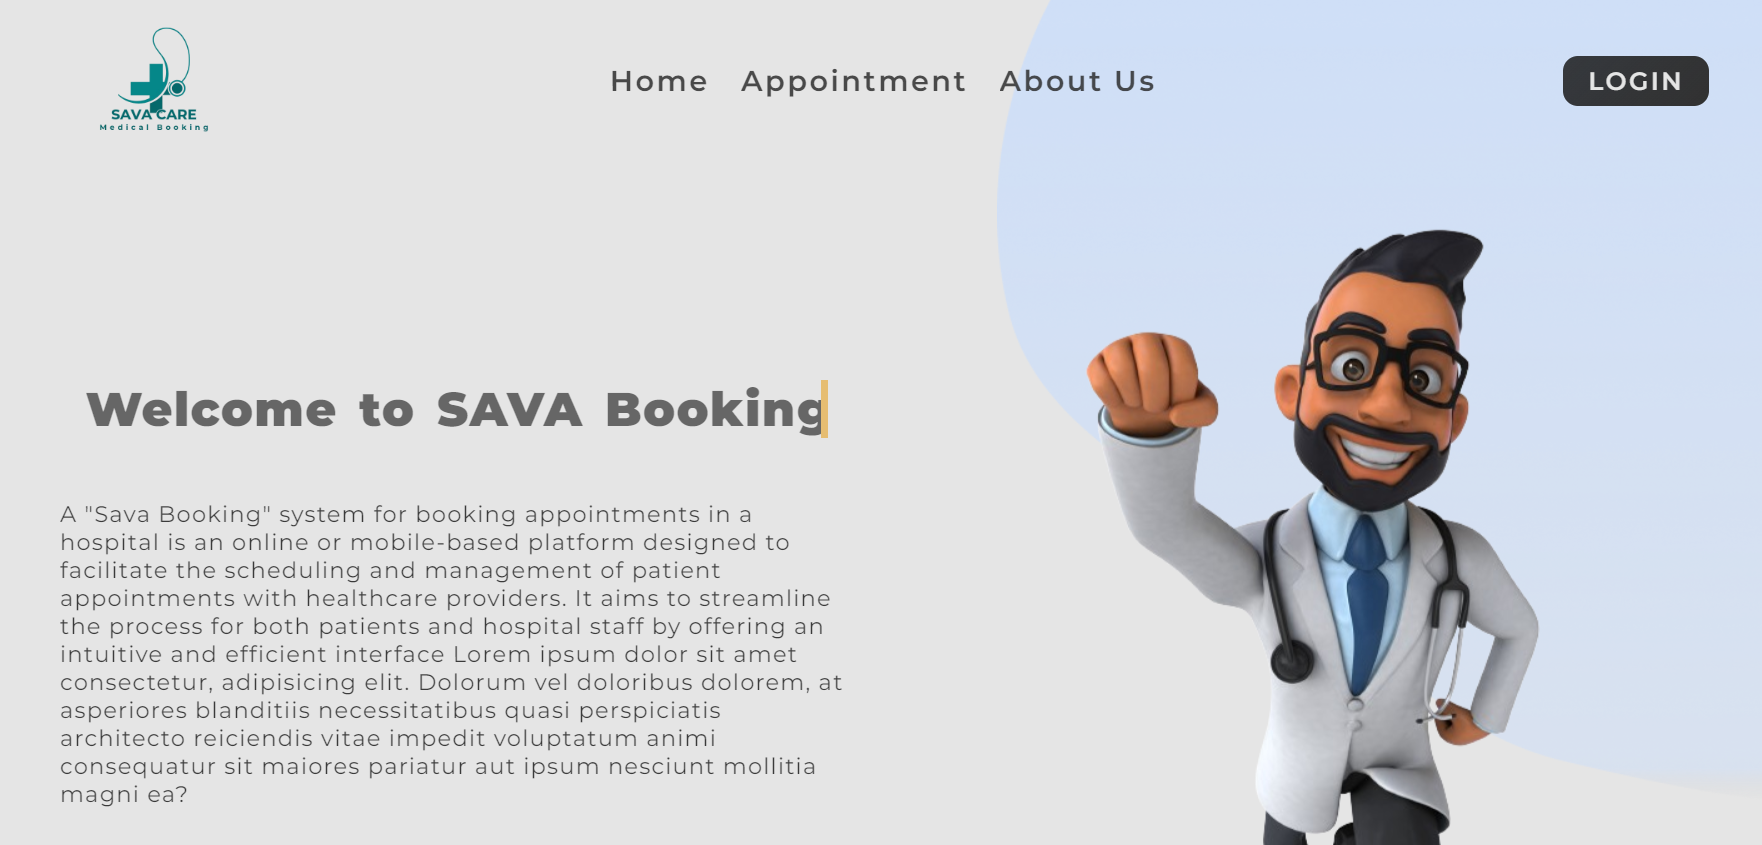 SAVA CARE
Medical Booking
Home Appointment About Us
LOGIN
Welcome to SAVA Booking
A "Sava Booking" system for booking appointments in a
hospital is an online or mobile-based platform designed to
facilitate the scheduling and management of patient
appointments with healthcare providers. It aims to streamline
the process for both patients and hospital staff by offering an
intuitive and efficient interface Lorem ipsum dolor sit amet
consectetur, adipisicing elit. Dolorum vel doloribus dolorem, at
asperiores blanditiis necessitatibus quasi perspiciatis
architecto reiciendis vitae impedit voluptatum animi
consequatur sit maiores pariatur aut ipsum nesciunt mollitia
magni ea?